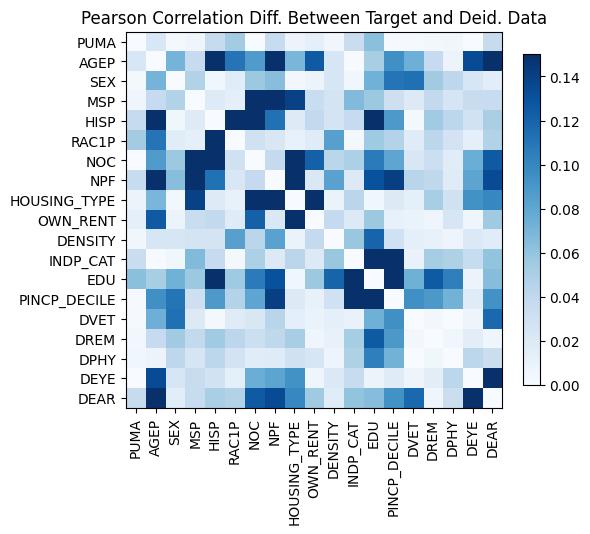 Pearson Correlation Diff. Between Target and Deid. Data
PUMA
AGEP
SEX
MSP
HISP
RAC1P
NOC
NPF
HOUSING_TYPE
OWN_RENT
DENSITY
INDP_CAT
EDU
PINCP_DECILE
DVET
DREM
DPHY
DEYE
DEAR
PUMA
AGEP
SEX
MSP
HISP
RAC1P
NOC
NPF
HOUSING_TYPE
OWN_RENT
DENSITY
INDP_CAT
EDU
PINCP_DECILE
DVET
DREM
DPHY
DEYE
DEAR
0.14
0.12
0.10
0.08
0.06
0.04
0.02
0.00